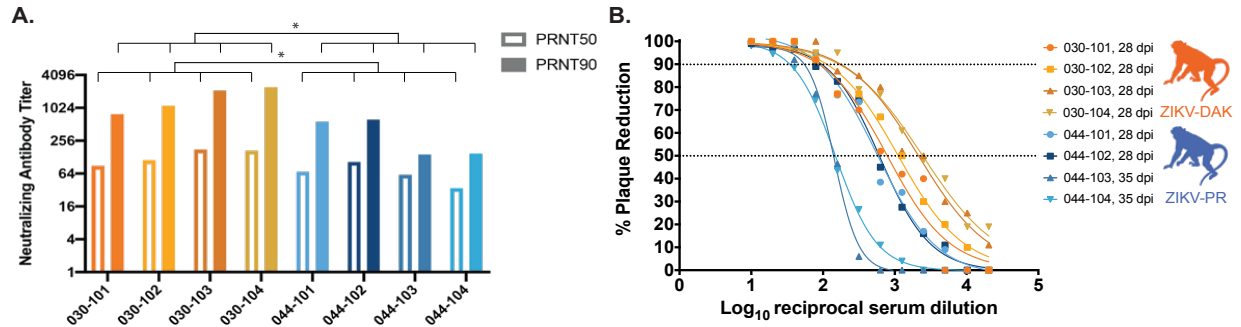 A.
*
*
PRNT50
PRNT90
Neutralizing Antibody Titer
4096
1024
256
64
16
4
1
030-101
030-102
030-103
030-104
044-101
044-102
044-103
044-104
B.
% Plaque Reduction
100
90
80
70
60
50
40
30
20
10
0
0
1
2
3
4
5
Log10 reciprocal serum dilution
030-101, 28 dpi
030-102, 28 dpi
030-103, 28 dpi
030-104, 28 dpi
044-101, 28 dpi
044-102, 28 dpi
044-103, 35 dpi
044-104, 35 dpi
ZIKV-DAK
ZIKV-PR